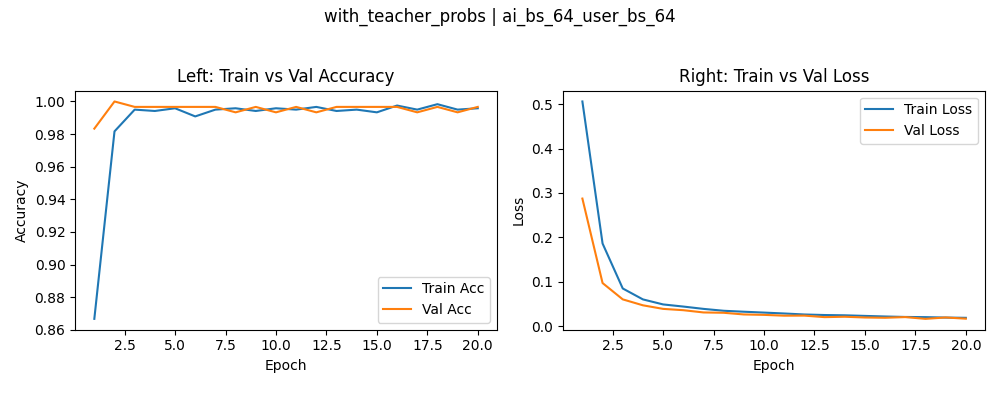 with_teacher_probs | ai_bs_64_user_bs_64
Left: Train vs Val Accuracy
1.00
0.98
0.96
0.94
0.92
0.90
0.88
0.86
Accuracy
Train Acc
Val Acc
2.5 5.0 7.5 10.0 12.5 15.0 17.5 20.0
Epoch
Right: Train vs Val Loss
0.5
0.4
0.3
0.2
0.1
0.0
Loss
Train Loss
Val Loss
2.5 5.0 7.5 10.0 12.5 15.0 17.5 20.0
Epoch